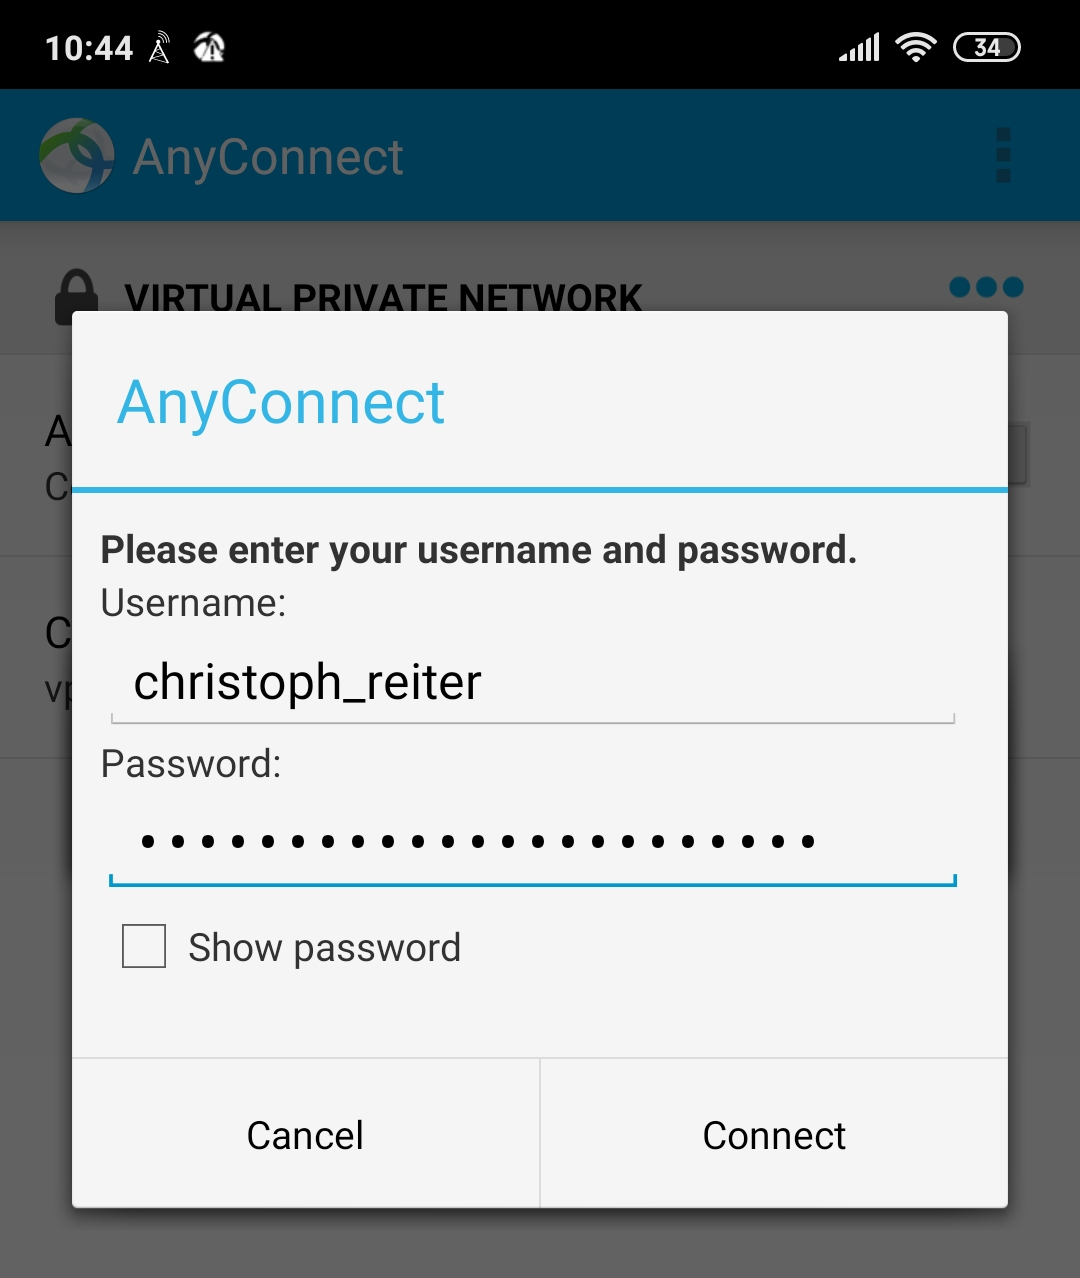 10:44
34
AnyConnect
VIRTUAL PRIVATE NETWORK
A
C
C
vp
AnyConnect
Please enter your username and password.
Username:
christoph_reiter
Password:
•••••••••••••••••••••••
Show password
Cancel
Connect